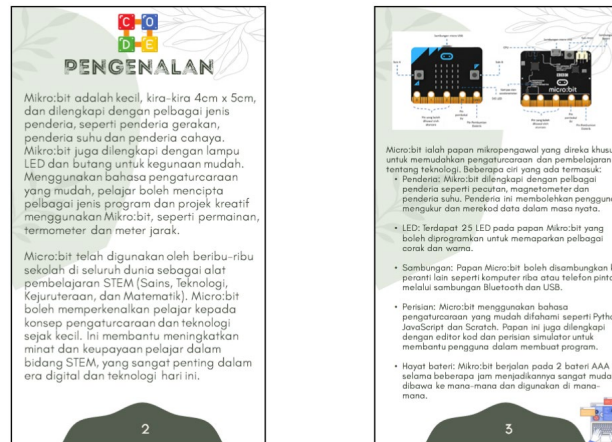 CO
DE
PENGENALAN
Mikro:bit adalah kecil, kira-kira 4cm x 5cm,
dan dilengkapi dengan pelbagai jenis
penderia, seperti penderia gerakan,
penderia suhu dan penderia cahaya.
Mikro:bit juga dilengkapi dengan lampu
LED dan butang untuk kegunaan mudah.
Menggunakan bahasa pengaturcaraan
yang mudah, pelajar boleh mencipta
pelbagai jenis program dan projek kreatif
menggunakan Mikro:bit, seperti permainan,
termometer dan meter jarak.
Micro:bit telah digunakan oleh beribu-ribu
sekolah di seluruh dunia sebagai alat
pembelajaran STEM (Sains, Teknologi,
Kejuruteraan, dan Matematik). Micro:bit
boleh memperkenalkan pelajar kepada
konsep pengaturcaraan dan teknologi
sejak kecil. Ini membantu meningkatkan
minat dan keupayaan pelajar dalam
bidang STEM, yang sangat penting dalam
era digital dan teknologi hari ini.
2
micro:bit
Micro:bit ialah papan mikropengawal yang direka khusu
untuk memudahkan pengaturcaraan dan pembelajaran
tentang teknologi. Beberapa ciri yang ada termasuk:
• Penderia: Mikro:bit dilengkapi dengan pelbagai
penderia seperti pecutan, magnetometer dan
penderia suhu. Penderia ini membolehkan penggun
mengukur dan merekod data dalam masa nyata.
• LED: Terdapat 25 LED pada papan Mikro:bit yang
boleh diprogramkan untuk memaparkan pelbagai
corak dan warna.
• Sambungan: Papan Micro:bit boleh disambungkan
peranti lain seperti komputer riba atau telefon pinta
melalui sambungan Bluetooth dan USB.
• Perisian: Micro:bit menggunakan bahasa
pengaturcaraan yang mudah difahami seperti Pytho
JavaScript dan Scratch. Papan ini juga dilengkapi
dengan editor kod dan perisian simulator untuk
membantu pengguna dalam membuat program.
• Hayat bateri: Mikro:bit berjalan pada 2 bateri AAA
selama beberapa jam menjadikannya sangat muda
dibawa ke mana-mana dan digunakan di mana-
mana.
3